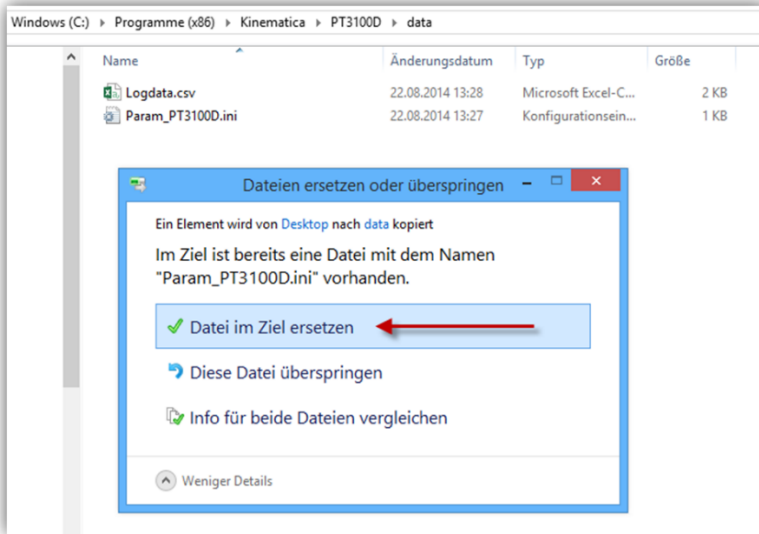 Windows (C:) ▸ Programme (x86) ▸ Kinematica ▸ PT3100D ▸ data
Name Änderungsdatum Typ Größe
Logdata.csv 22.08.2014 13:28 Microsoft Excel-C... 2 KB
Param_PT3100D.ini 22.08.2014 13:27 Konfigurationsein... 1 KB
Dateien ersetzen oder überspringen
Ein Element wird von Desktop nach data kopiert
Im Ziel ist bereits eine Datei mit dem Namen
"Param_PT3100D.ini" vorhanden.
Datei im Ziel ersetzen
Diese Datei überspringen
Info für beide Dateien vergleichen
Weniger Details